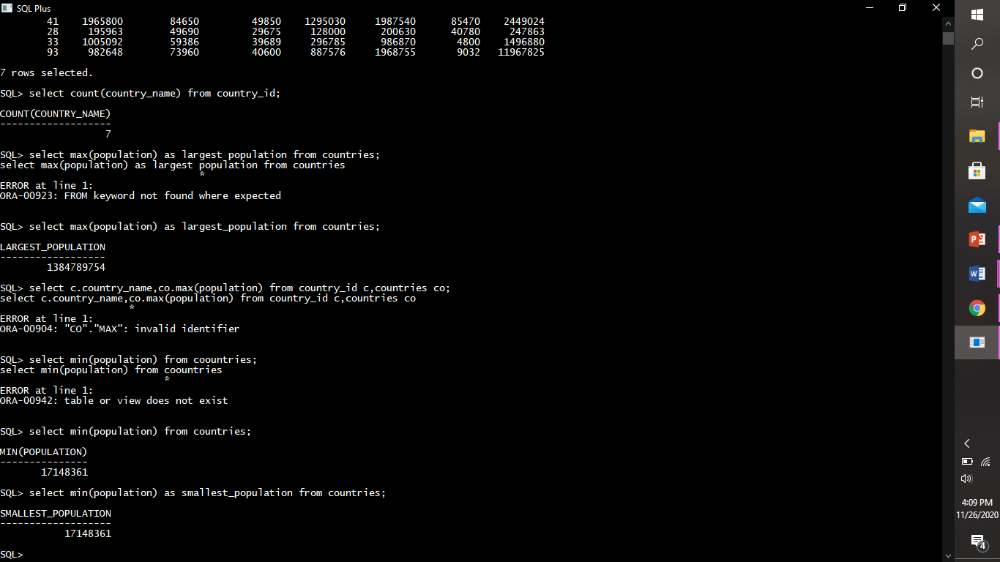 SQL Plus
41 1965800 84650 49850 1295030 1987540 85470 2449024
28 195963 49690 29675 128000 200630 40780 247863
33 1005092 59386 39689 296785 986870 4800 1496880
93 982648 73960 40600 887576 1968755 9032 11967825
7 rows selected.
SQL> select count(country_name) from country_id;
COUNT(COUNTRY_NAME)
-------------------
7
SQL> select max(population) as largest population from countries;
select max(population) as largest population from countries
*
ERROR at line 1:
ORA-00923: FROM keyword not found where expected
SQL> select max(population) as largest_population from countries;
LARGEST_POPULATION
------------------
1384789754
SQL> select c.country_name,co.max(population) from country_id c,countries co;
select c.country_name,co.max(population) from country_id c,countries co
*
ERROR at line 1:
ORA-00904: "CO"."MAX": invalid identifier
SQL> select min(population) from coountries;
select min(population) from coountries
*
ERROR at line 1:
ORA-00942: table or view does not exist
SQL> select min(population) from countries;
MIN(POPULATION)
---------------
17148361
SQL> select min(population) as smallest_population from countries;
SMALLEST_POPULATION
-------------------
17148361
SQL>
4:09 PM
11/26/2020
4